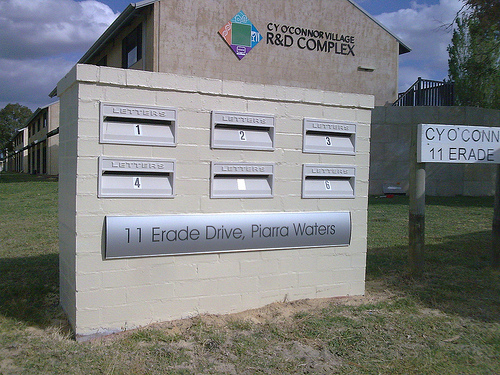 CY O'CONNOR VILLAGE
R&D COMPLEX
LETTERS
1
LETTERS
2
LETTERS
3
LETTERS
4
LETTERS
LETTERS
6
11 Erade Drive, Piarra Waters
CY O'CONN
11 ERADE